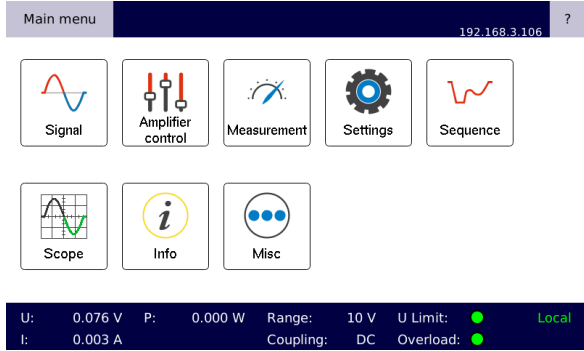 Main menu
192.168.3.106
?
Signal
Amplifier
control
Measurement
Settings
Sequence
Scope
Info
Misc
U: 0.076 V P: 0.000 W Range: 10 V U Limit: Local
I: 0.003 A Coupling: DC Overload: